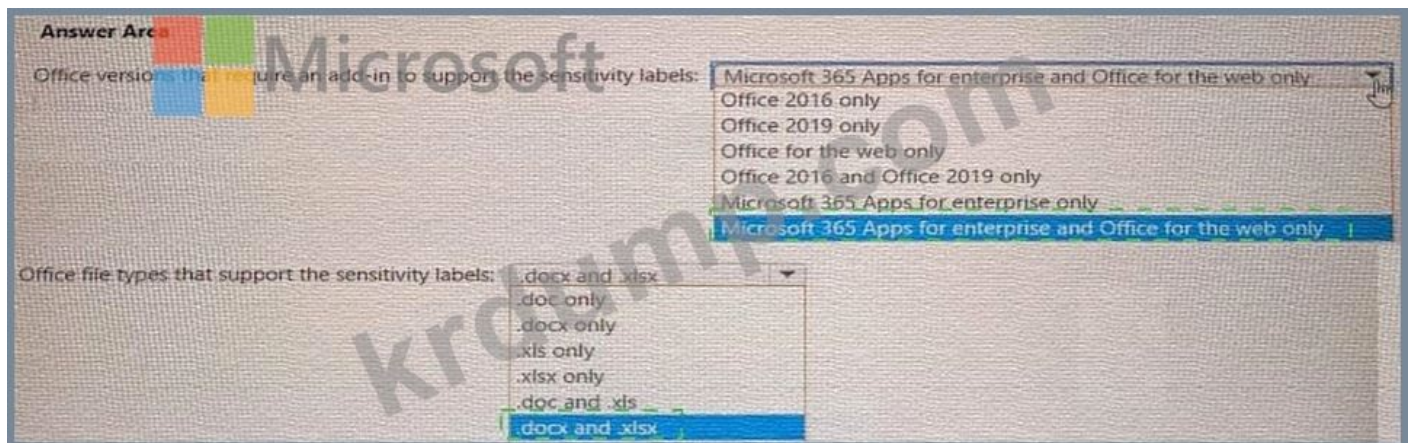 Answer Area
Microsoft
Office versions that require an add-in to support the sensitivity labels: Microsoft 365 Apps for enterprise and Office for the web only
Office 2016 only
Office 2019 only
Office for the web only
Office 2016 and Office 2019 only
Microsoft 365 Apps for enterprise only
Microsoft 365 Apps for enterprise and Office for the web only
Office file types that support the sensitivity labels: .docx and .xlsx
.doc only
.docx only
.xls only
.xlsx only
.doc and .xls
.docx and .xlsx
krdump.com